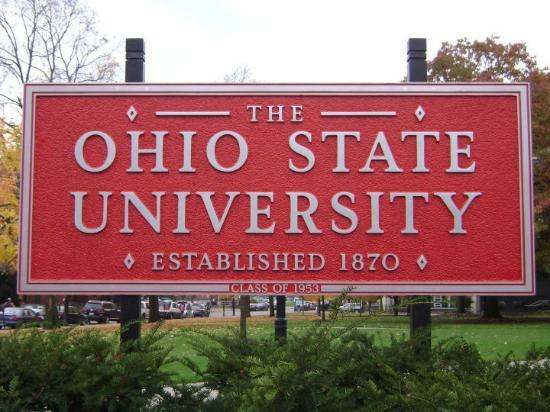 THE
OHIO STATE
UNIVERSITY
ESTABLISHED 1870
CLASS OF 1953